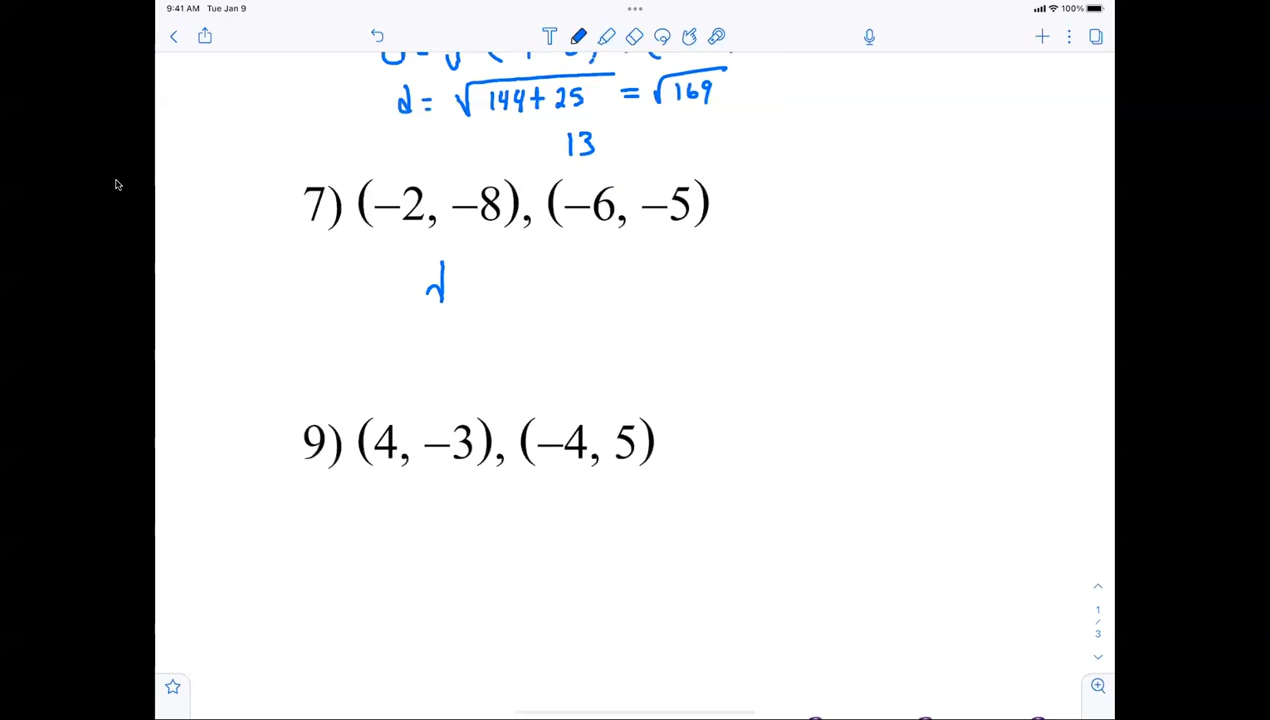 9:41 AM Tue Jan 9
100%
d = √144+25 = √169
13
7) (−2, −8), (−6, −5)
d
9) (4, −3), (−4, 5)
1
/
3